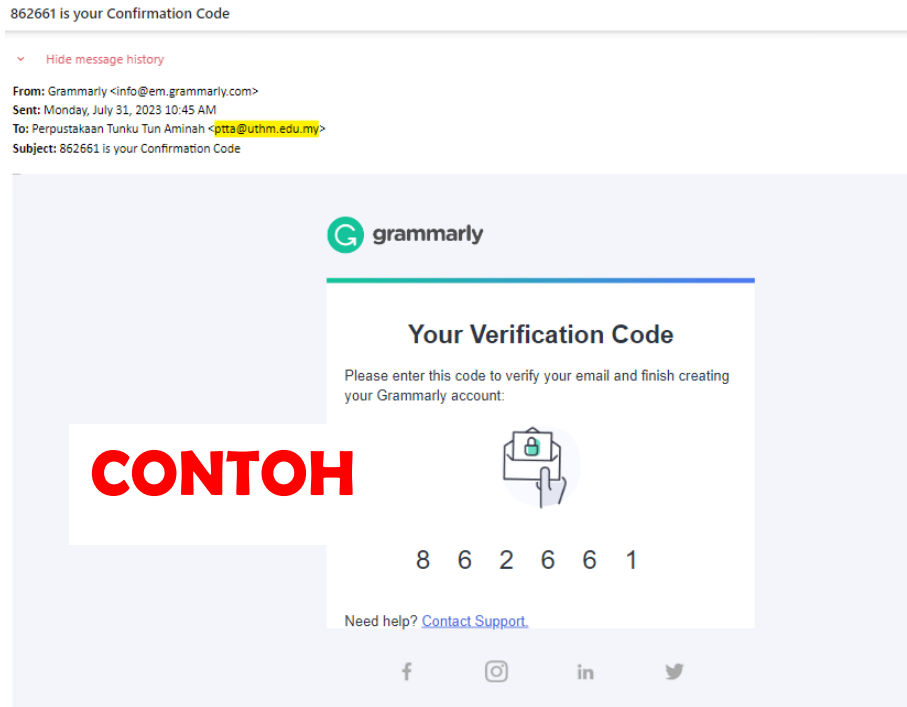 862661 is your Confirmation Code
Hide message history
From: Grammarly <info@em.grammarly.com>
Sent: Monday, July 31, 2023 10:45 AM
To: Perpustakaan Tunku Tun Aminah <ptta@uthm.edu.my>
Subject: 862661 is your Confirmation Code
grammarly
Your Verification Code
Please enter this code to verify your email and finish creating
your Grammarly account:
CONTOH
8 6 2 6 6 1
Need help? Contact Support.